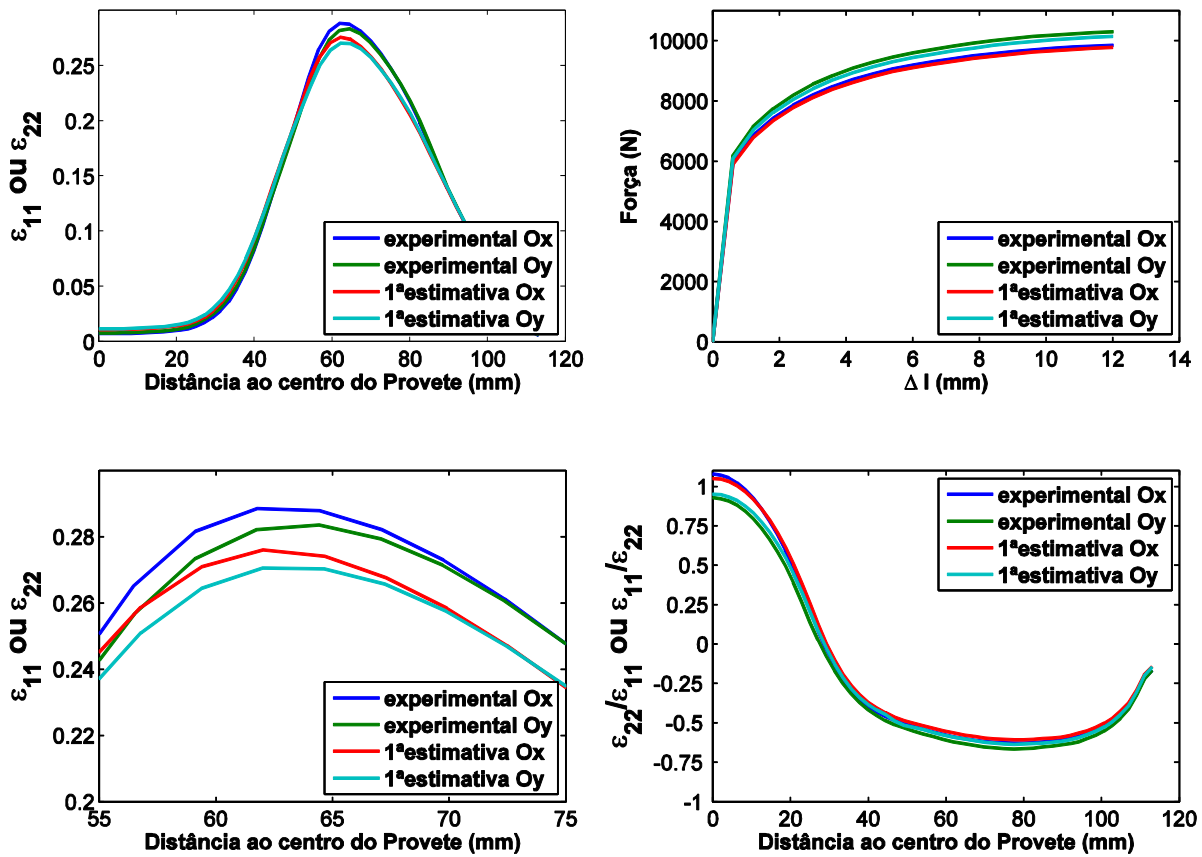 0.25
0.2
0.15
0.1
0.05
0
0 20 40 60 80 100 120
ε11 ou ε22
Distância ao centro do Provete (mm)
experimental Ox
experimental Oy
1ªestimativa Ox
1ªestimativa Oy
10000
8000
6000
4000
2000
0
0 2 4 6 8 10 12 14
Força (N)
Δ l (mm)
experimental Ox
experimental Oy
1ªestimativa Ox
1ªestimativa Oy
0.28
0.26
0.24
0.22
0.2
55 60 65 70 75
ε11 ou ε22
Distância ao centro do Provete (mm)
experimental Ox
experimental Oy
1ªestimativa Ox
1ªestimativa Oy
1
0.75
0.5
0.25
0
-0.25
-0.5
-0.75
-1
0 20 40 60 80 100 120
ε22/ε11 ou ε11/ε22
Distância ao centro do Provete (mm)
experimental Ox
experimental Oy
1ªestimativa Ox
1ªestimativa Oy